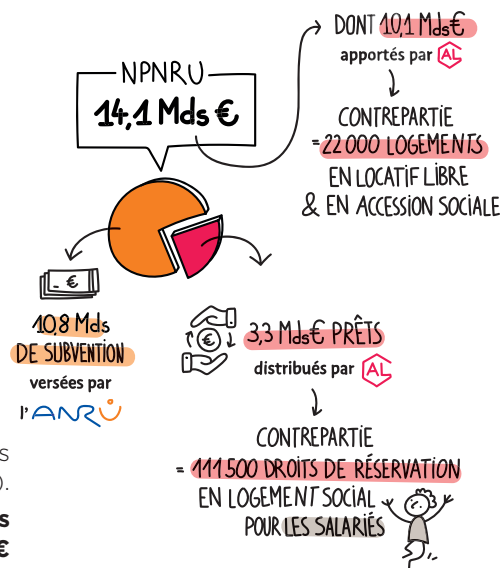 NPNRU
14,1 Mds €
DONT 10,1 Mds€
apportés par AL
CONTREPARTIE
= 22 000 LOGEMENTS
EN LOCATIF LIBRE
& EN ACCESSION SOCIALE
€
10,8 Mds
DE SUBVENTION
versées par
l'ANRU
€
3,3 Mds€ PRÊTS
distribués par AL
CONTREPARTIE
= 111 500 DROITS DE RÉSERVATION
EN LOGEMENT SOCIAL
POUR LES SALARIÉS
s
).
s
€